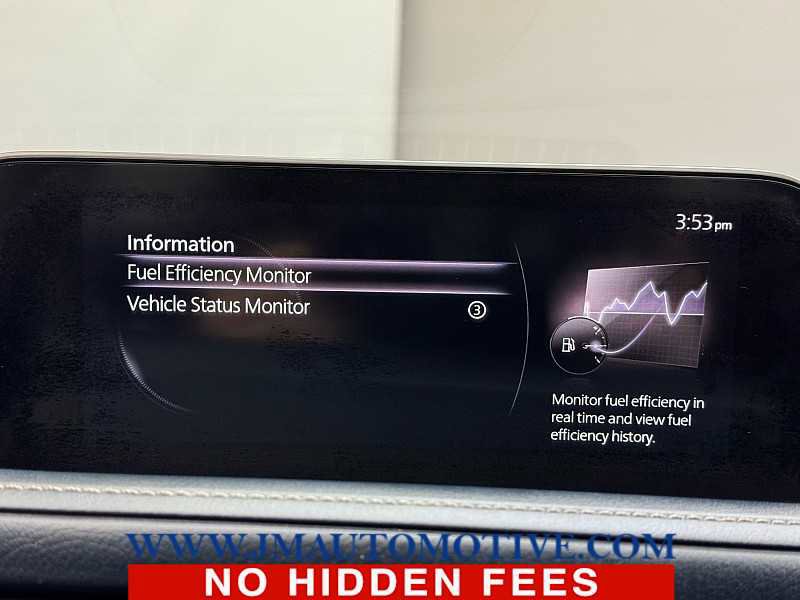 3:53pm
Information
Fuel Efficiency Monitor
Vehicle Status Monitor 3
Monitor fuel efficiency in
real time and view fuel
efficiency history.
WWW.JMAUTOMOTIVE.COM
NO HIDDEN FEES